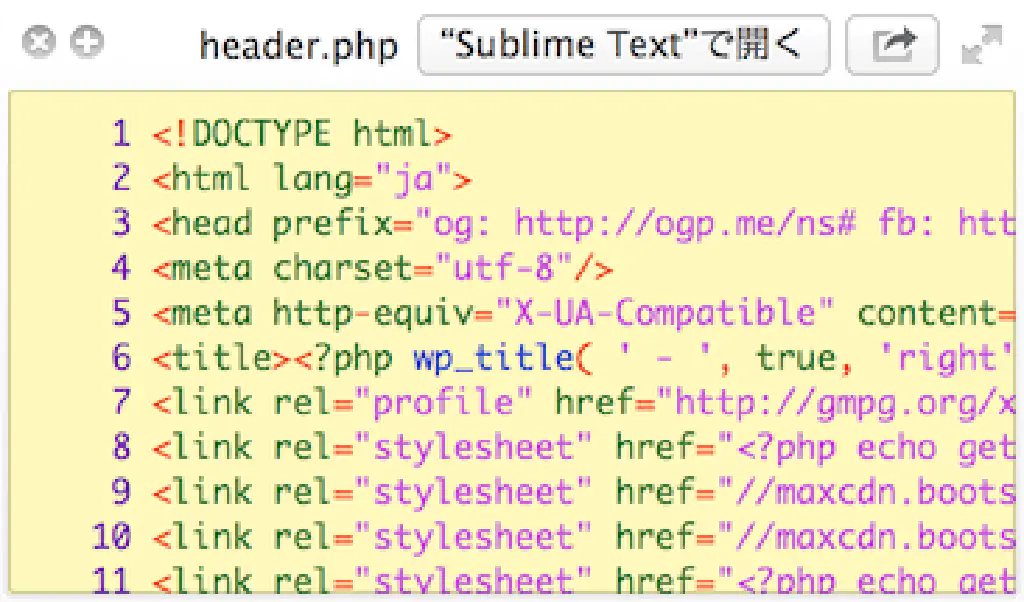 header.php “Sublime Text”で開く
1 <!DOCTYPE html>
2 <html lang="ja">
3 <head prefix="og: http://ogp.me/ns# fb: htt
4 <meta charset="utf-8"/>
5 <meta http-equiv="X-UA-Compatible" content=
6 <title><?php wp_title( ' - ', true, 'right'
7 <link rel="profile" href="http://gmpg.org/x
8 <link rel="stylesheet" href="<?php echo get
9 <link rel="stylesheet" href="//maxcdn.boots
10 <link rel="stylesheet" href="//maxcdn.boots
11 <link rel="stylesheet" href="<?php echo get